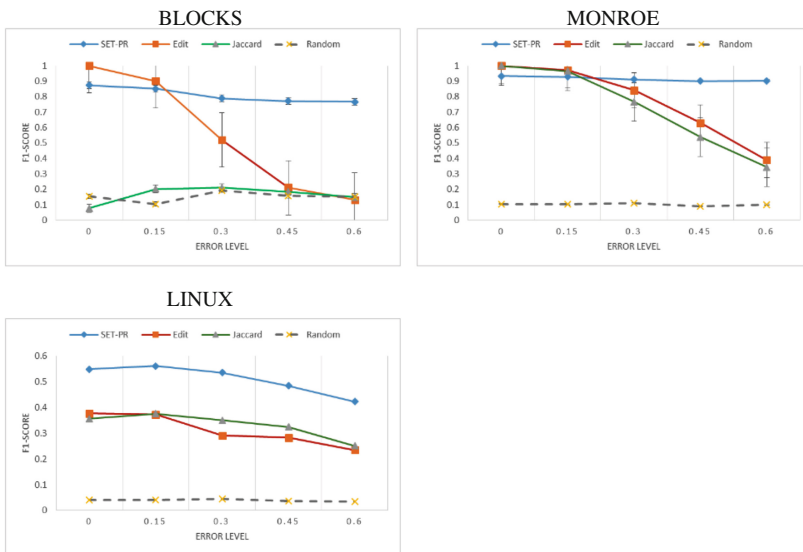 BLOCKS
SET-PR Edit Jaccard Random
1
0.9
0.8
0.7
0.6
0.5
0.4
0.3
0.2
0.1
0
F1-SCORE
0 0.15 0.3 0.45 0.6
ERROR LEVEL
MONROE
SET-PR Edit Jaccard Random
1
0.9
0.8
0.7
0.6
0.5
0.4
0.3
0.2
0.1
0
F1-SCORE
0 0.15 0.3 0.45 0.6
ERROR LEVEL
LINUX
SET-PR Edit Jaccard Random
0.6
0.5
0.4
0.3
0.2
0.1
0
F1-SCORE
0 0.15 0.3 0.45 0.6
ERROR LEVEL